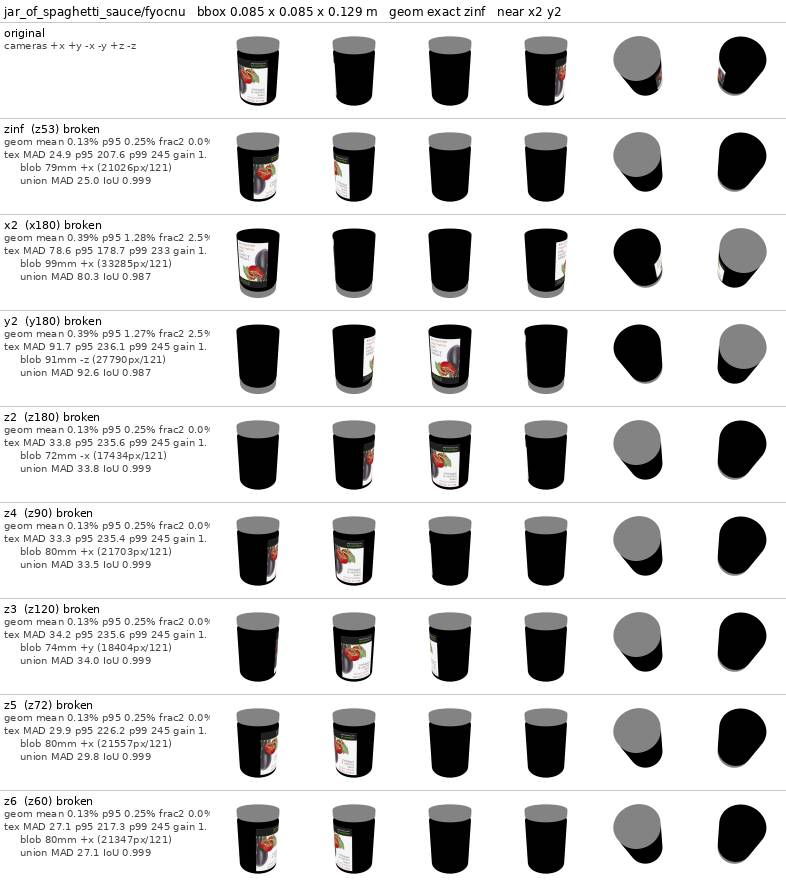 jar_of_spaghetti_sauce/fyocnu   bbox 0.085 x 0.085 x 0.129 m   geom exact zinf   near x2 y2
original
cameras +x +y -x -y +z -z
zinf  (z53) broken
geom mean 0.13% p95 0.25% frac2 0.0%
tex MAD 24.9 p95 207.6 p99 245 gain 1.
blob 79mm +x (21026px/121)
union MAD 25.0 IoU 0.999
x2  (x180) broken
geom mean 0.39% p95 1.28% frac2 2.5%
tex MAD 78.6 p95 178.7 p99 233 gain 1.
blob 99mm +x (33285px/121)
union MAD 80.3 IoU 0.987
y2  (y180) broken
geom mean 0.39% p95 1.27% frac2 2.5%
tex MAD 91.7 p95 236.1 p99 245 gain 1.
blob 91mm -z (27790px/121)
union MAD 92.6 IoU 0.987
z2  (z180) broken
geom mean 0.13% p95 0.25% frac2 0.0%
tex MAD 33.8 p95 235.6 p99 245 gain 1.
blob 72mm -x (17434px/121)
union MAD 33.8 IoU 0.999
z4  (z90) broken
geom mean 0.13% p95 0.25% frac2 0.0%
tex MAD 33.3 p95 235.4 p99 245 gain 1.
blob 80mm +x (21703px/121)
union MAD 33.5 IoU 0.999
z3  (z120) broken
geom mean 0.13% p95 0.25% frac2 0.0%
tex MAD 34.2 p95 235.6 p99 245 gain 1.
blob 74mm +y (18404px/121)
union MAD 34.0 IoU 0.999
z5  (z72) broken
geom mean 0.13% p95 0.25% frac2 0.0%
tex MAD 29.9 p95 226.2 p99 245 gain 1.
blob 80mm +x (21557px/121)
union MAD 29.8 IoU 0.999
z6  (z60) broken
geom mean 0.13% p95 0.25% frac2 0.0%
tex MAD 27.1 p95 217.3 p99 245 gain 1.
blob 80mm +x (21347px/121)
union MAD 27.1 IoU 0.999